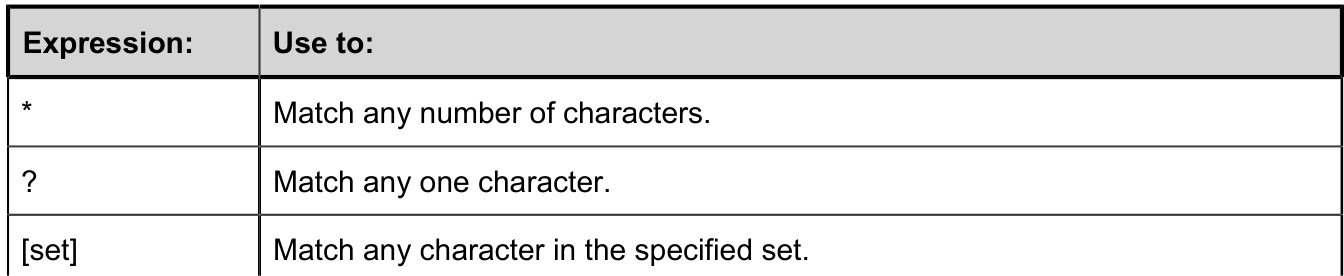 Expression: Use to:
* Match any number of characters.
? Match any one character.
[set] Match any character in the specified set.